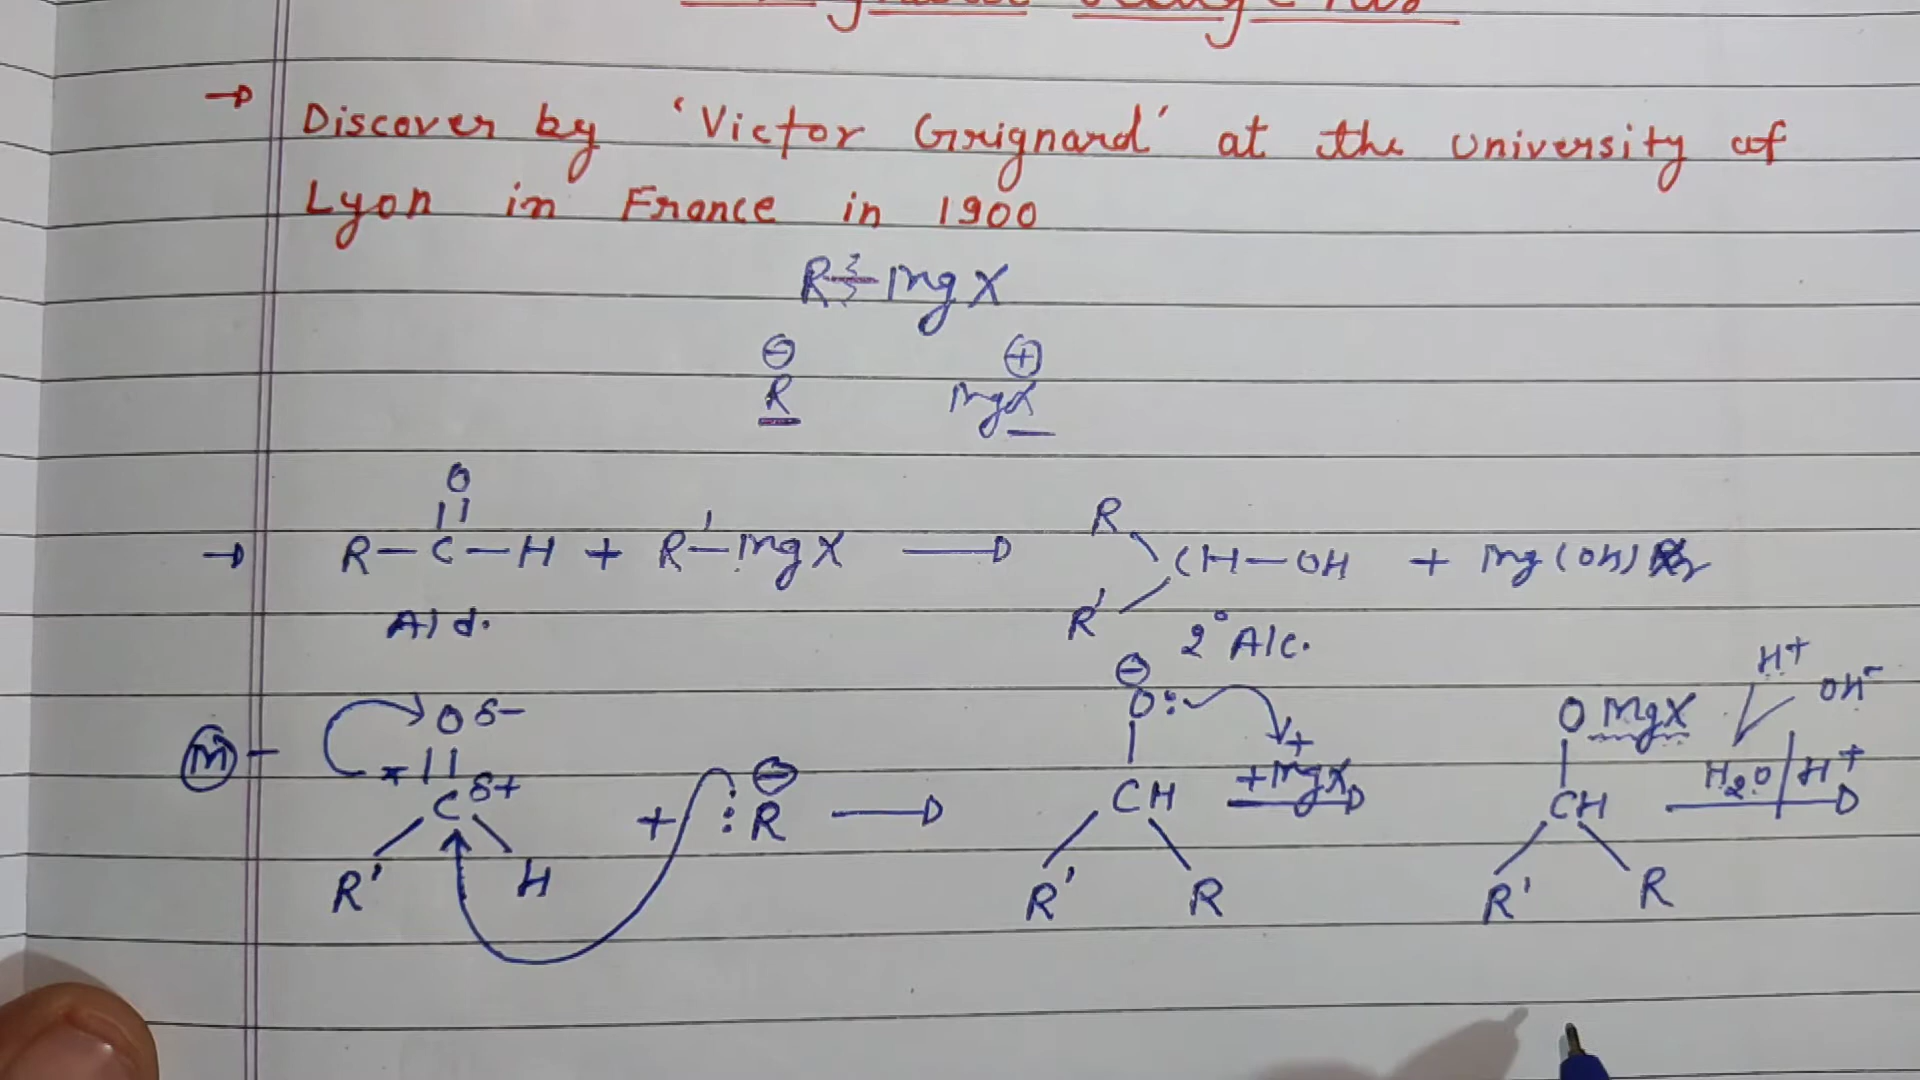 → Discover by 'Victor Grignard' at the university of
Lyon in France in 1900
R-MgX
⊖ ⊕
R MgX
O
→ R-C-H + R'-MgX → R R' CH-OH + Mg(OH)
Ald. 2° Alc.
(M)- O δ- ⊖ O: H+ OH-
C δ+ + :R ⊖ → CH +MgX+ OMgX CH H2O/H+ →
R' H R' R R' R